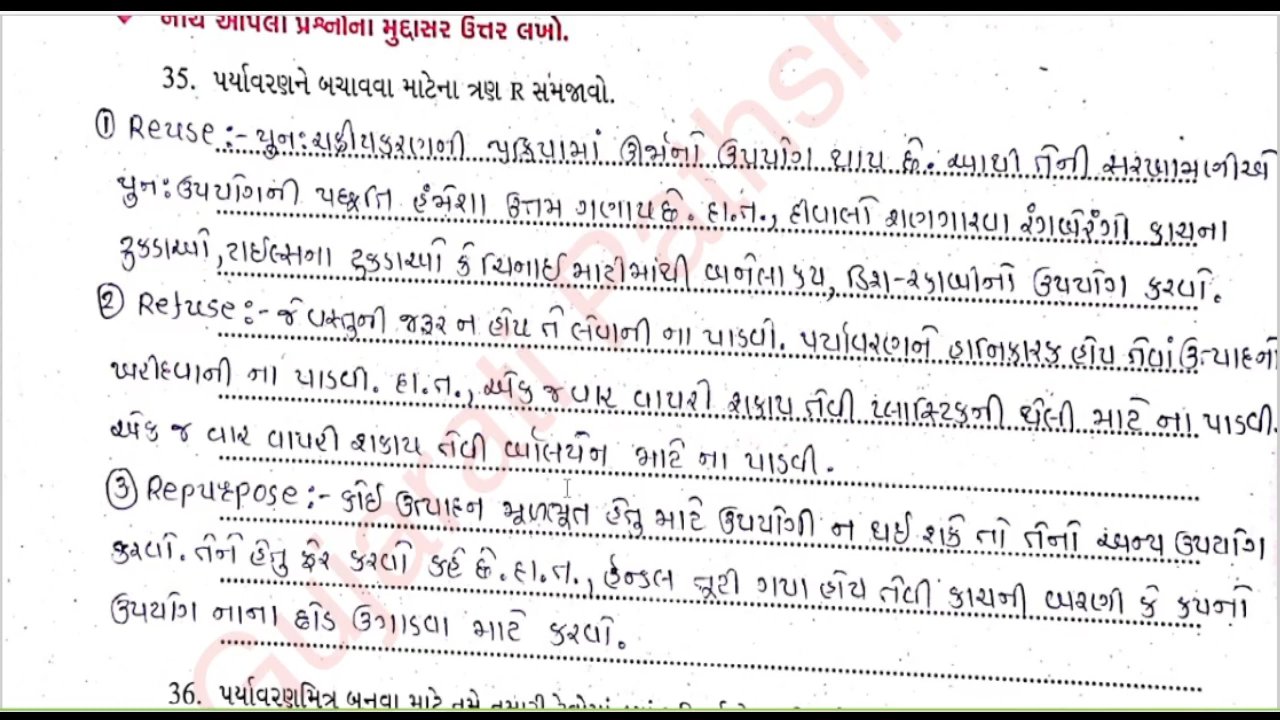 નીચે આપેલા પ્રશ્નોના મુદ્દાસર ઉત્તર લખો.
35. પર્યાવરણને બચાવવા માટેના ત્રણ R સમજાવો.
① Reuse :- પુન:ચક્રીયકરણની પ્રક્રિયામાં ઊર્જાનો ઉપયોગ થાય છે. આથી તેની સરખામણીએ
પુન:ઉપયોગની પદ્ધતિ હંમેશા ઉત્તમ ગણાય છે. દા.ત., દીવાલો શણગારવા રંગબેરંગી કાચના
ટુકડાઓ, ટાઈલ્સના ટુકડાઓ કે ચિનાઈ માટીમાંથી બનેલા કપ, ડિશ-રકાબીનો ઉપયોગ કરવો.
② Refuse :- જે વસ્તુની જરૂર ન હોય તે લેવાની ના પાડવી. પર્યાવરણને હાનિકારક હોય તેવાં ઉત્પાદનો
ખરીદવાની ના પાડવી. દા.ત., એક જ વાર વાપરી શકાય તેવી પ્લાસ્ટિકની થેલી માટે ના પાડવી.
એક જ વાર વાપરી શકાય તેવી બોલપેન માટે ના પાડવી.
③ Repurpose :- કોઈ ઉત્પાદન મૂળભૂત હેતુ માટે ઉપયોગી ન થઈ શકે તો તેનો અન્ય ઉપયોગ
કરવો. તેને હેતુ ફેર કરવો કહે છે. દા.ત., હેન્ડલ તૂટી ગયા હોય તેવી કાચની બરણી કે કપનો
ઉપયોગ નાના છોડ ઉગાડવા માટે કરવો.
36. પર્યાવરણમિત્ર બનવા માટે તમે તમારી
Gujarati Pathsh